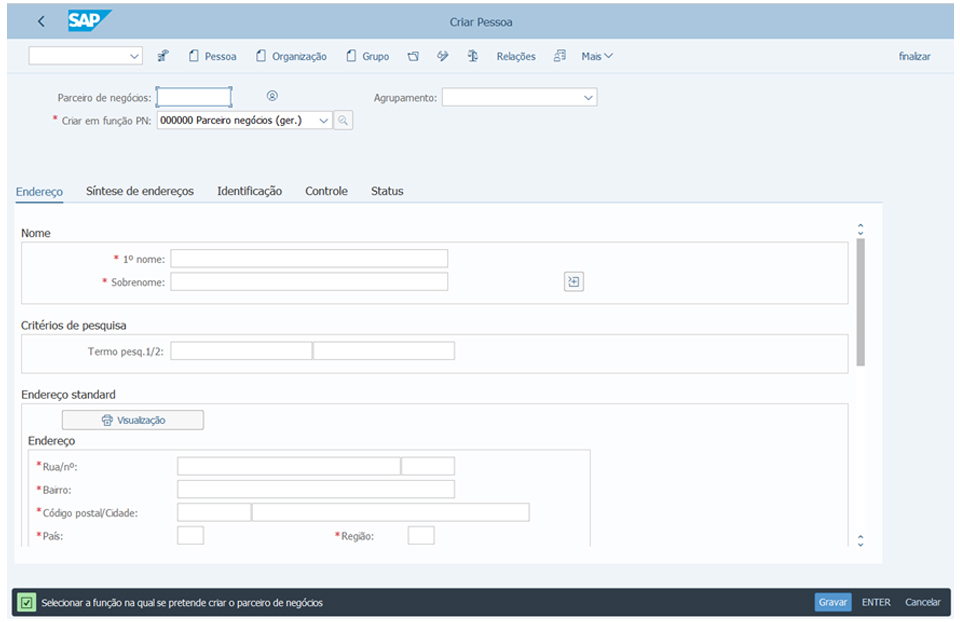 SAP Criar Pessoa
Pessoa Organização Grupo Relações Mais finalizar
Parceiro de negócios: Agrupamento:
* Criar em função PN: 000000 Parceiro negócios (ger.)
Endereço Síntese de endereços Identificação Controle Status
Nome
* 1º nome:
* Sobrenome:
Critérios de pesquisa
Termo pesq.1/2:
Endereço standard
Visualização
Endereço
*Rua/nº:
*Bairro:
*Código postal/Cidade:
*País: *Região:
Selecionar a função na qual se pretende criar o parceiro de negócios Gravar ENTER Cancelar